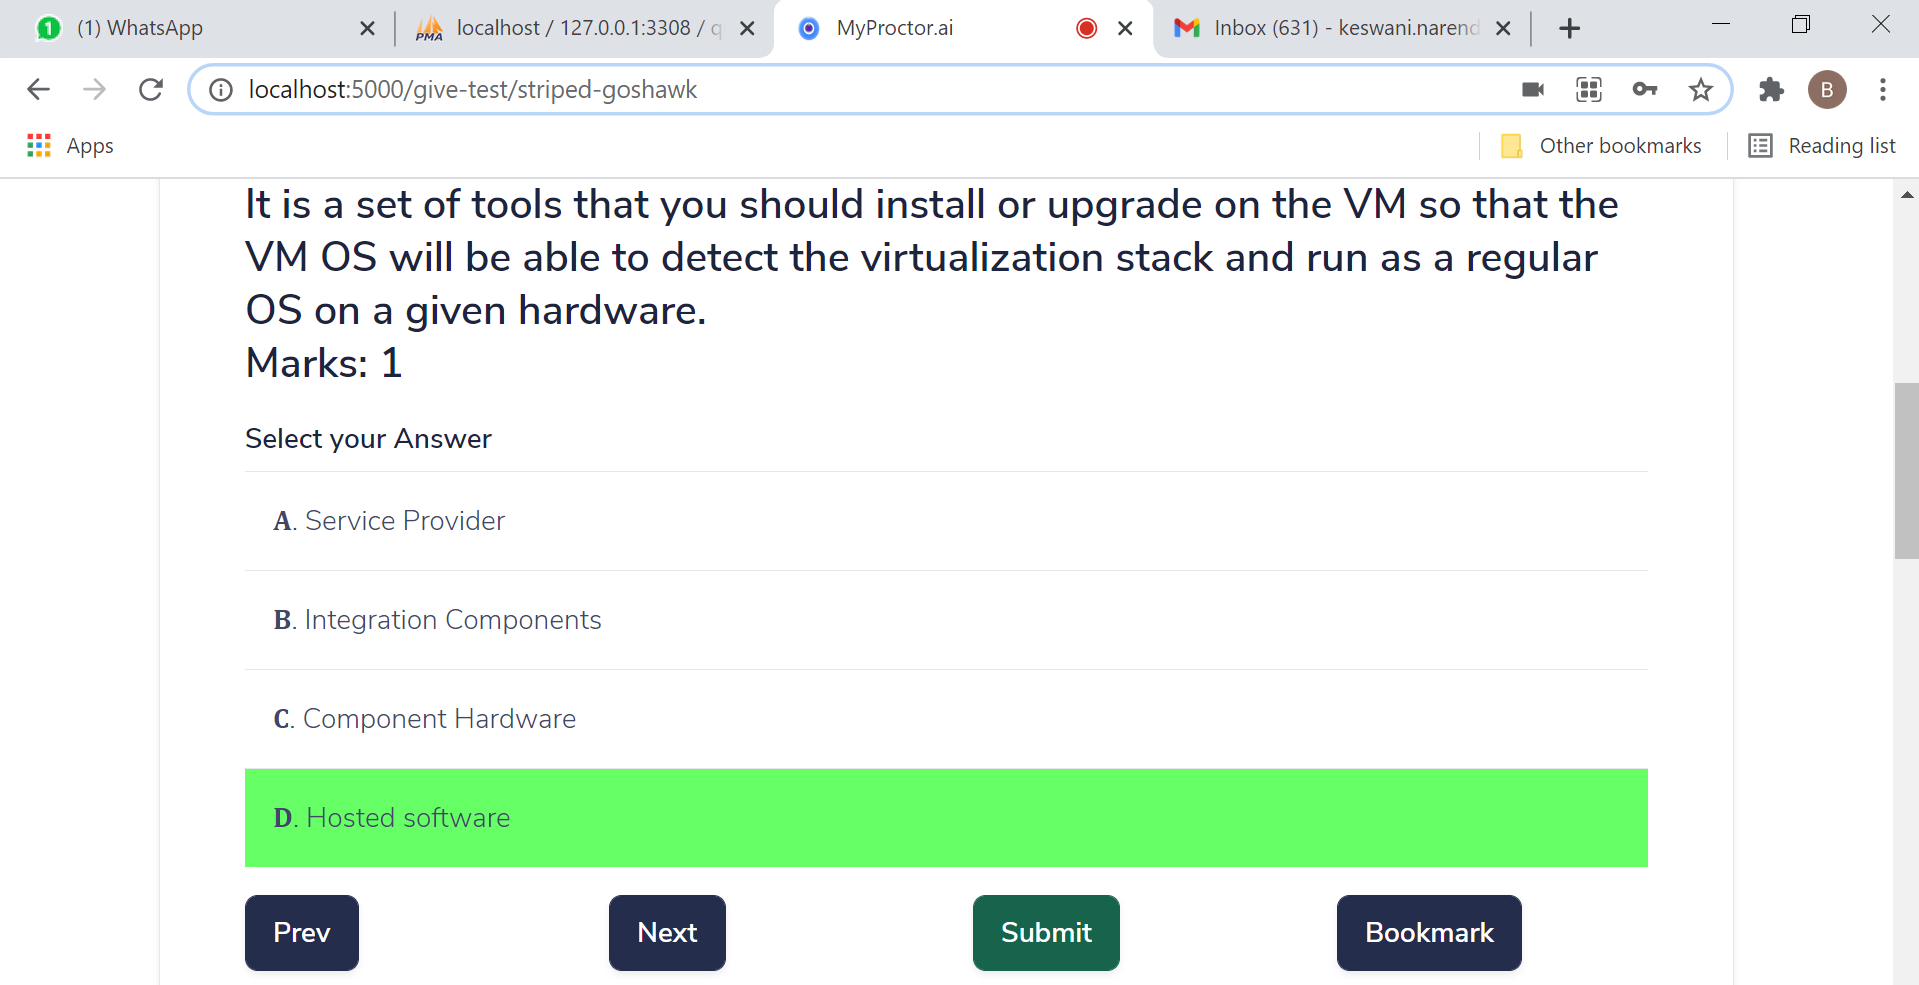 1 (1) WhatsApp
PMA localhost / 127.0.0.1:3308 / q
MyProctor.ai
Inbox (631) - keswani.narend
localhost:5000/give-test/striped-goshawk
B
Apps
Other bookmarks
Reading list
It is a set of tools that you should install or upgrade on the VM so that the
VM OS will be able to detect the virtualization stack and run as a regular
OS on a given hardware.
Marks: 1
Select your Answer
A. Service Provider
B. Integration Components
C. Component Hardware
D. Hosted software
Prev
Next
Submit
Bookmark